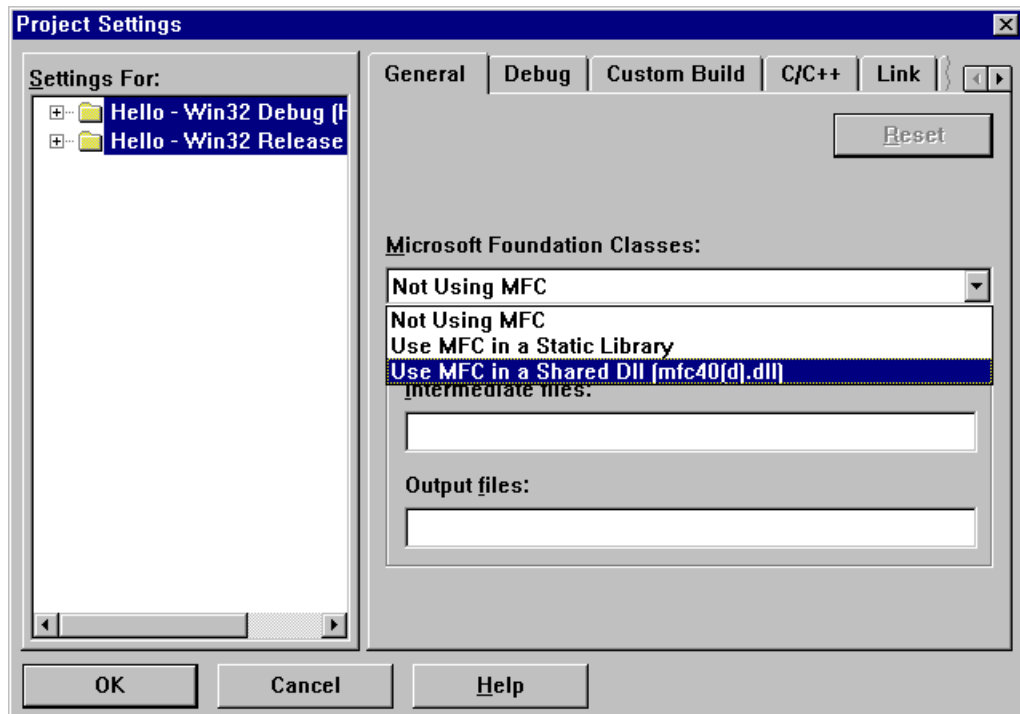 Project Settings
Settings For:
Hello - Win32 Debug (H
Hello - Win32 Release
General
Debug
Custom Build
C/C++
Link
Reset
Microsoft Foundation Classes:
Not Using MFC
Not Using MFC
Use MFC in a Static Library
Use MFC in a Shared Dll (mfc40(d).dll)
Intermediate files:
Output files:
OK
Cancel
Help